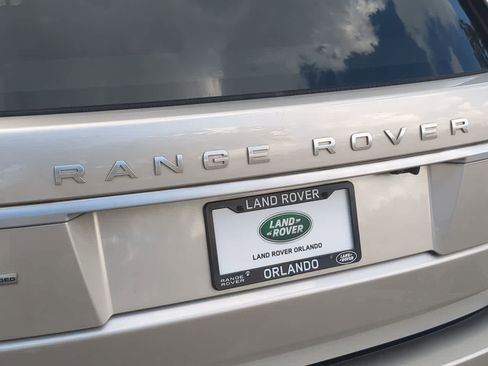 RANGE ROVER
LAND ROVER
LAND
ROVER
LAND ROVER ORLANDO
RANGE
ROVER
ORLANDO
LAND
ROVER